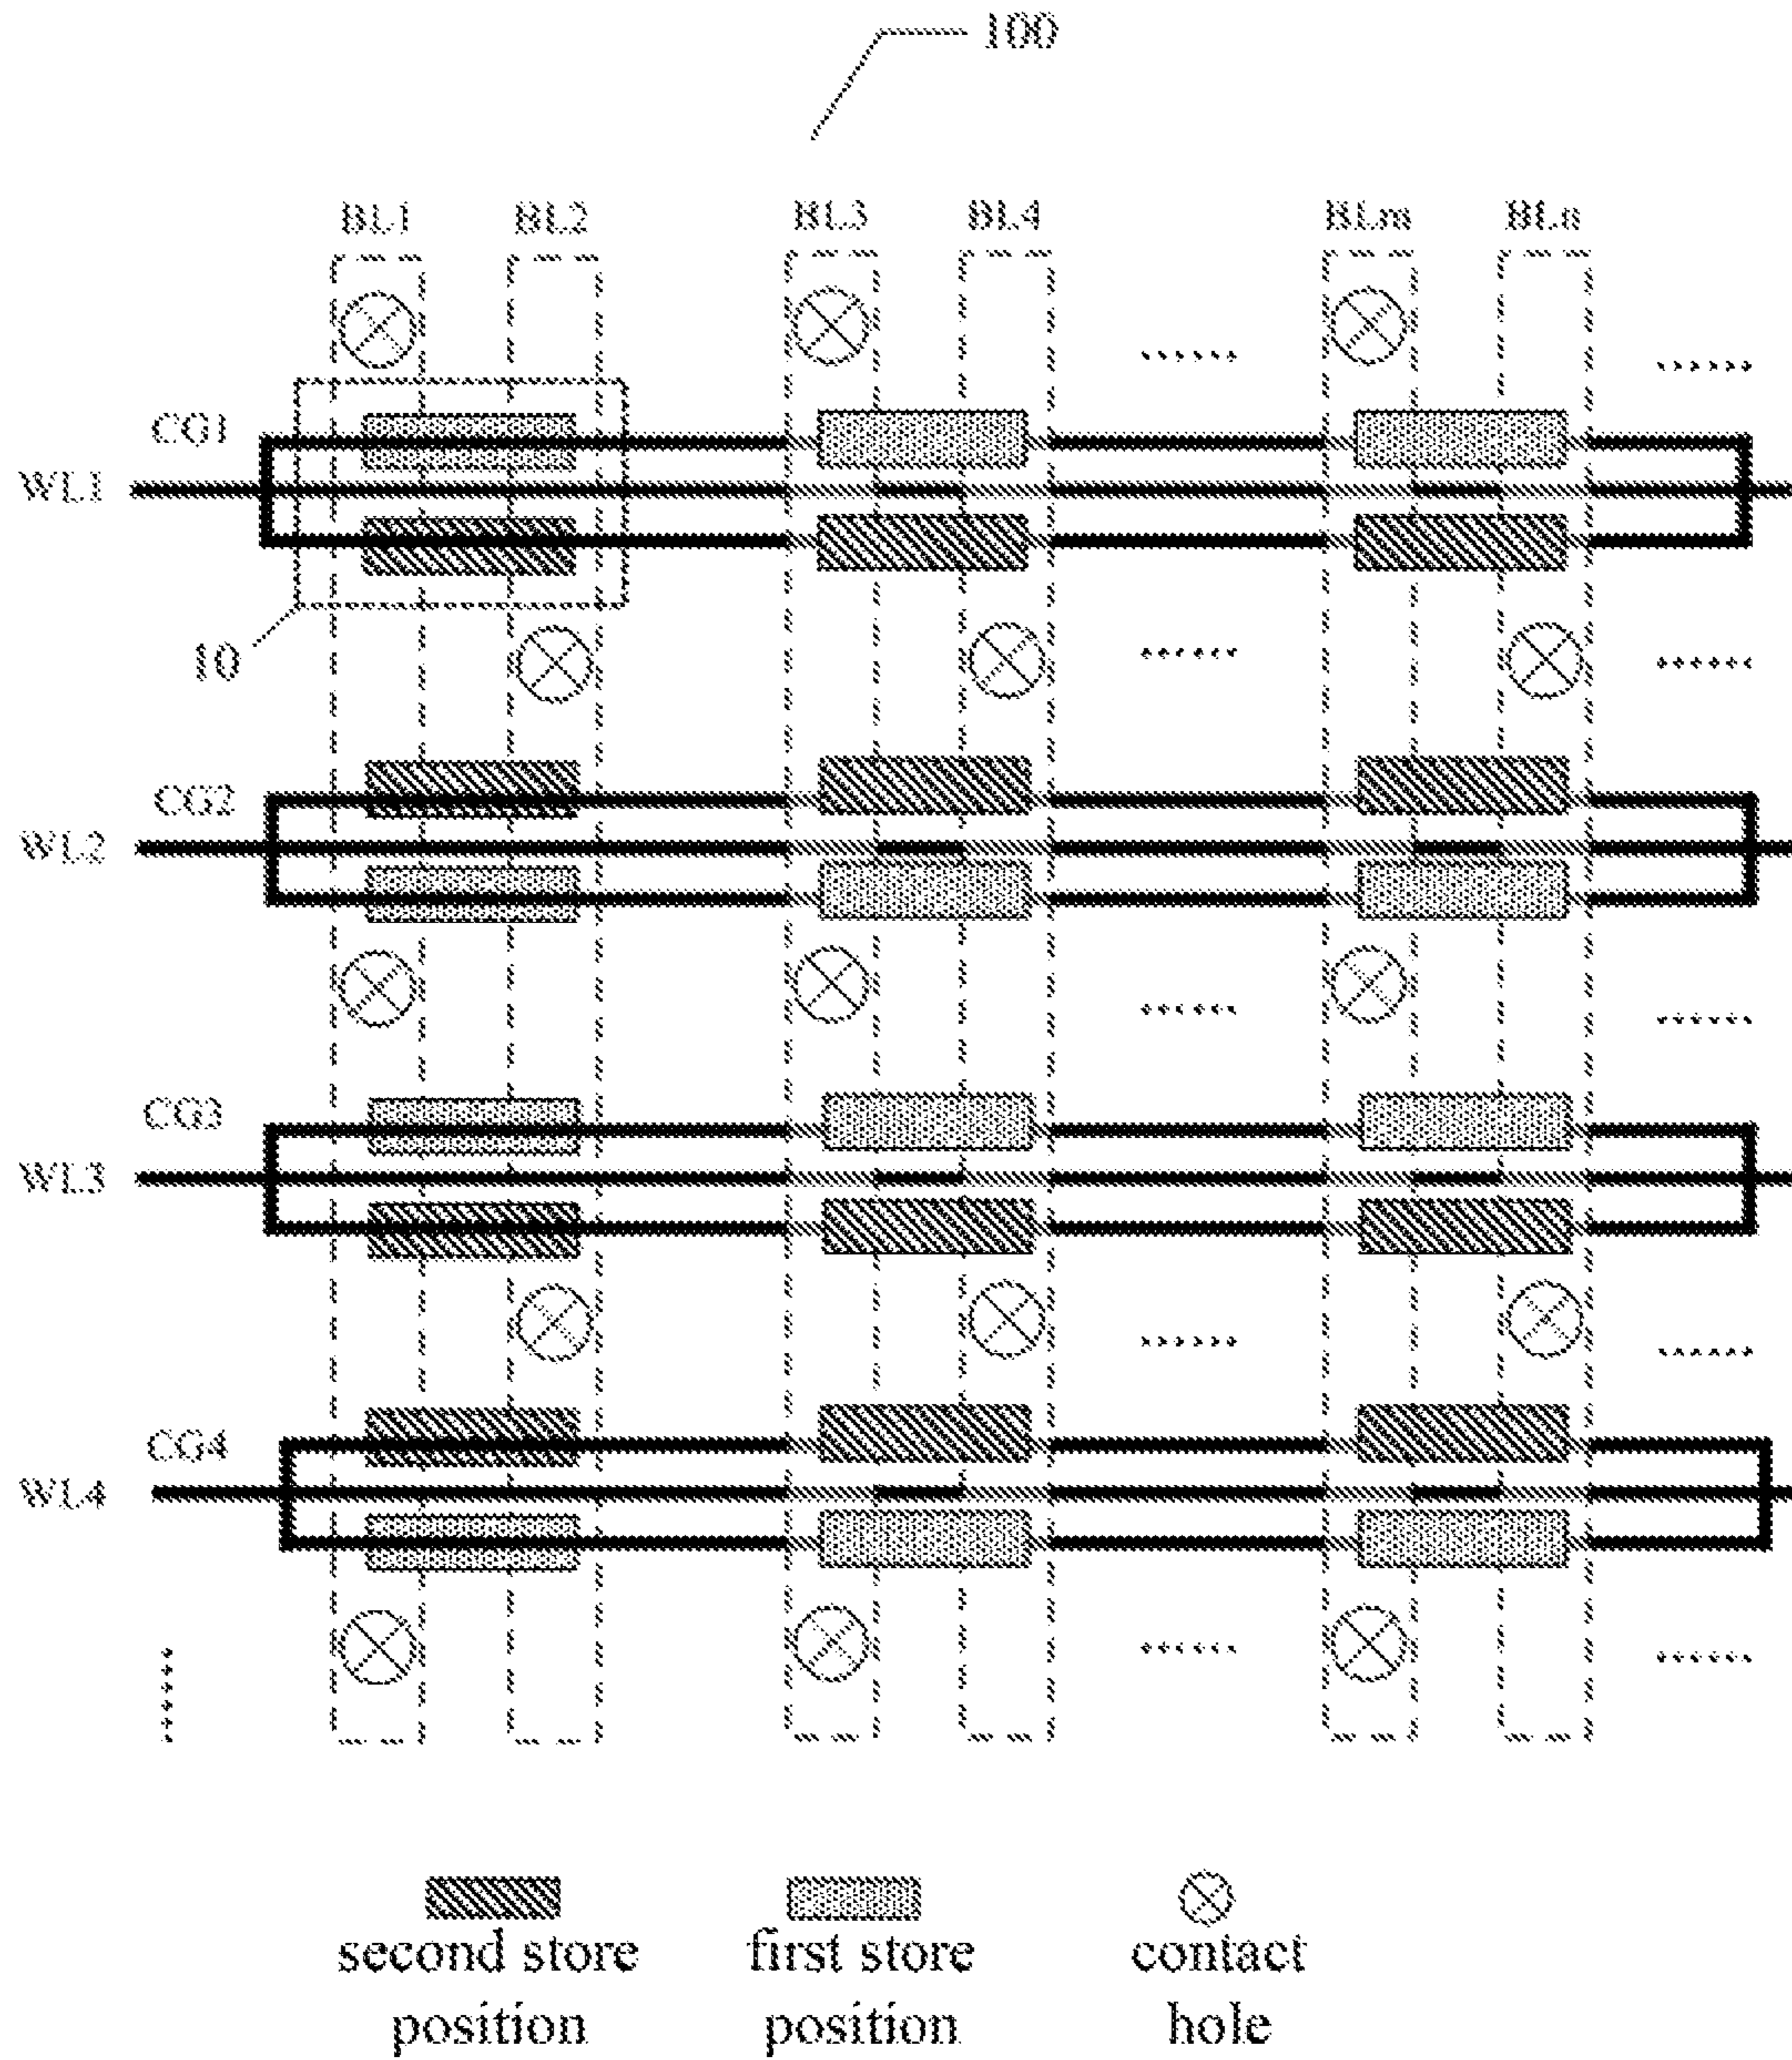 100
BL1 BL2 BL3 BL4 BLm BLn
CG1
WL1
10
CG2
WL2
CG3
WL3
CG4
WL4
second store position
first store position
contact hole